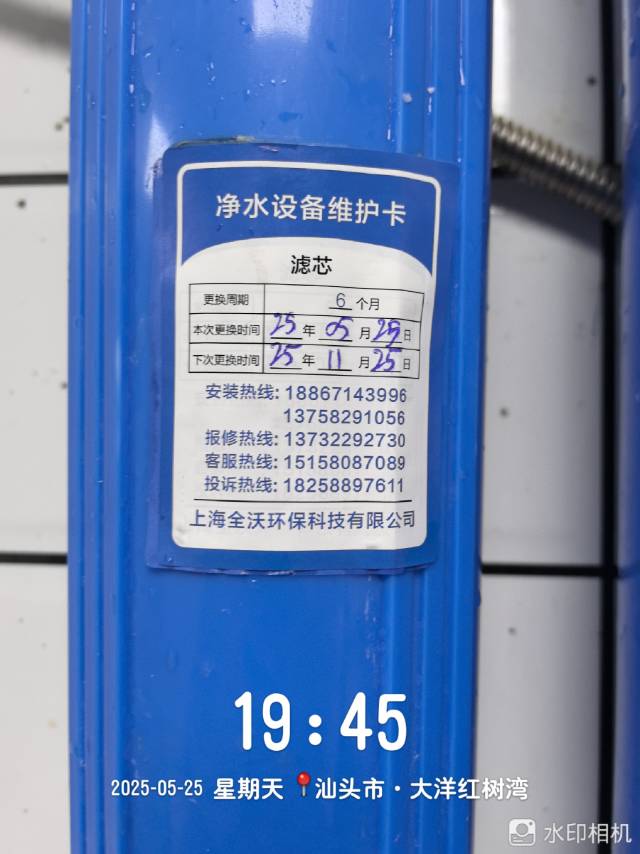 净水设备维护卡
滤芯
更换周期 6 个月
本次更换时间 25 年 05 月 25 日
下次更换时间 25 年 11 月 25 日
安装热线: 18867143996
13758291056
报修热线: 13732292730
客服热线: 15158087089
投诉热线: 18258897611
上海全沃环保科技有限公司
19:45
2025-05-25 星期天 汕头市·大洋红树湾
水印相机